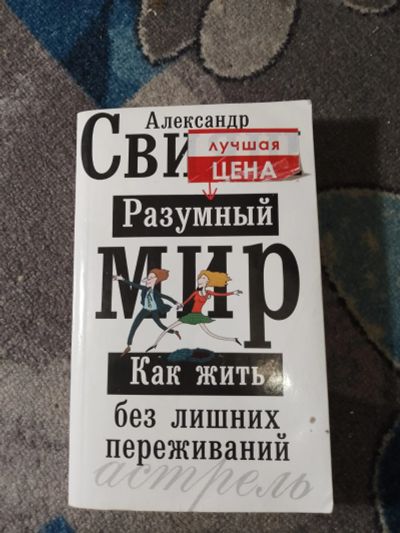 Александр
Сви
лучшая
ЦЕНА
Разумный
мир
Как жить
без лишних
переживаний
астрель